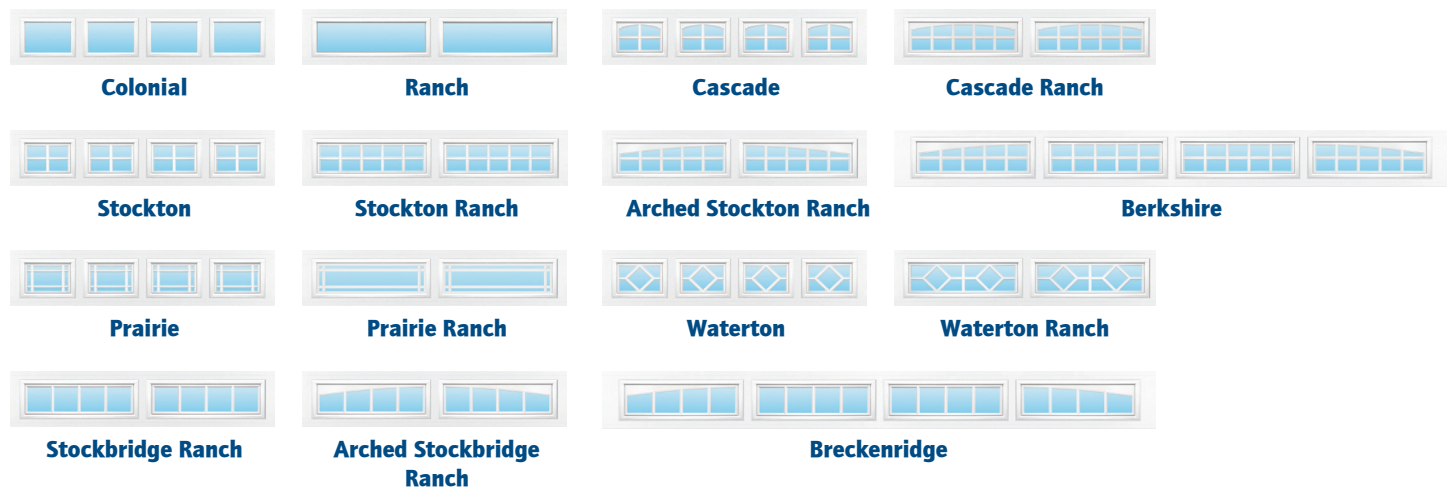 Colonial
Ranch
Cascade
Cascade Ranch
Stockton
Stockton Ranch
Arched Stockton Ranch
Berkshire
Prairie
Prairie Ranch
Waterton
Waterton Ranch
Stockbridge Ranch
Arched Stockbridge
Ranch
Breckenridge